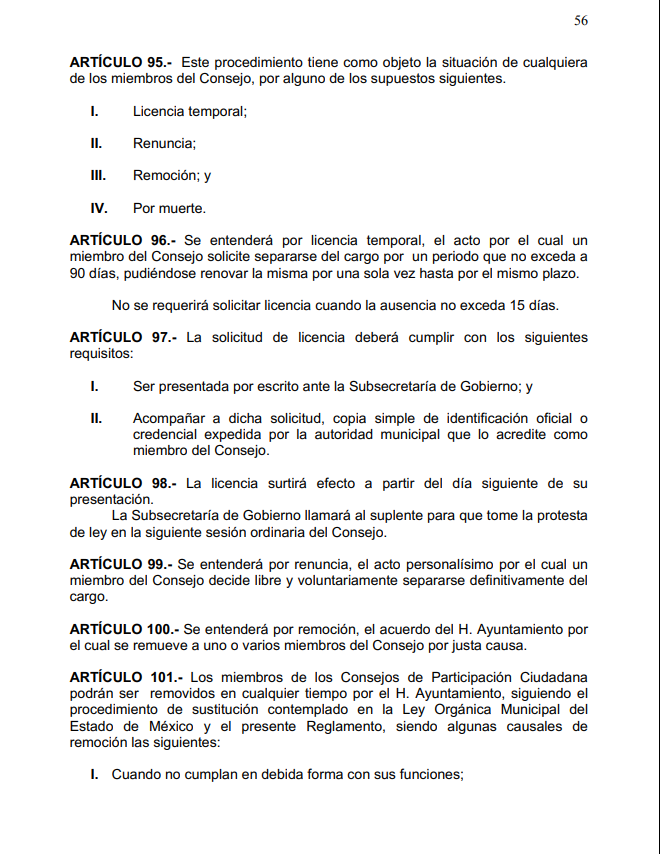 56
ARTÍCULO 95.- Este procedimiento tiene como objeto la situación de cualquiera
de los miembros del Consejo, por alguno de los supuestos siguientes.
I. Licencia temporal;
II. Renuncia;
III. Remoción; y
IV. Por muerte.
ARTÍCULO 96.- Se entenderá por licencia temporal, el acto por el cual un
miembro del Consejo solicite separarse del cargo por un periodo que no exceda a
90 días, pudiéndose renovar la misma por una sola vez hasta por el mismo plazo.
No se requerirá solicitar licencia cuando la ausencia no exceda 15 días.
ARTÍCULO 97.- La solicitud de licencia deberá cumplir con los siguientes
requisitos:
I. Ser presentada por escrito ante la Subsecretaría de Gobierno; y
II. Acompañar a dicha solicitud, copia simple de identificación oficial o
credencial expedida por la autoridad municipal que lo acredite como
miembro del Consejo.
ARTÍCULO 98.- La licencia surtirá efecto a partir del día siguiente de su
presentación.
La Subsecretaría de Gobierno llamará al suplente para que tome la protesta
de ley en la siguiente sesión ordinaria del Consejo.
ARTÍCULO 99.- Se entenderá por renuncia, el acto personalísimo por el cual un
miembro del Consejo decide libre y voluntariamente separarse definitivamente del
cargo.
ARTÍCULO 100.- Se entenderá por remoción, el acuerdo del H. Ayuntamiento por
el cual se remueve a uno o varios miembros del Consejo por justa causa.
ARTÍCULO 101.- Los miembros de los Consejos de Participación Ciudadana
podrán ser removidos en cualquier tiempo por el H. Ayuntamiento, siguiendo el
procedimiento de sustitución contemplado en la Ley Orgánica Municipal del
Estado de México y el presente Reglamento, siendo algunas causales de
remoción las siguientes:
I. Cuando no cumplan en debida forma con sus funciones;